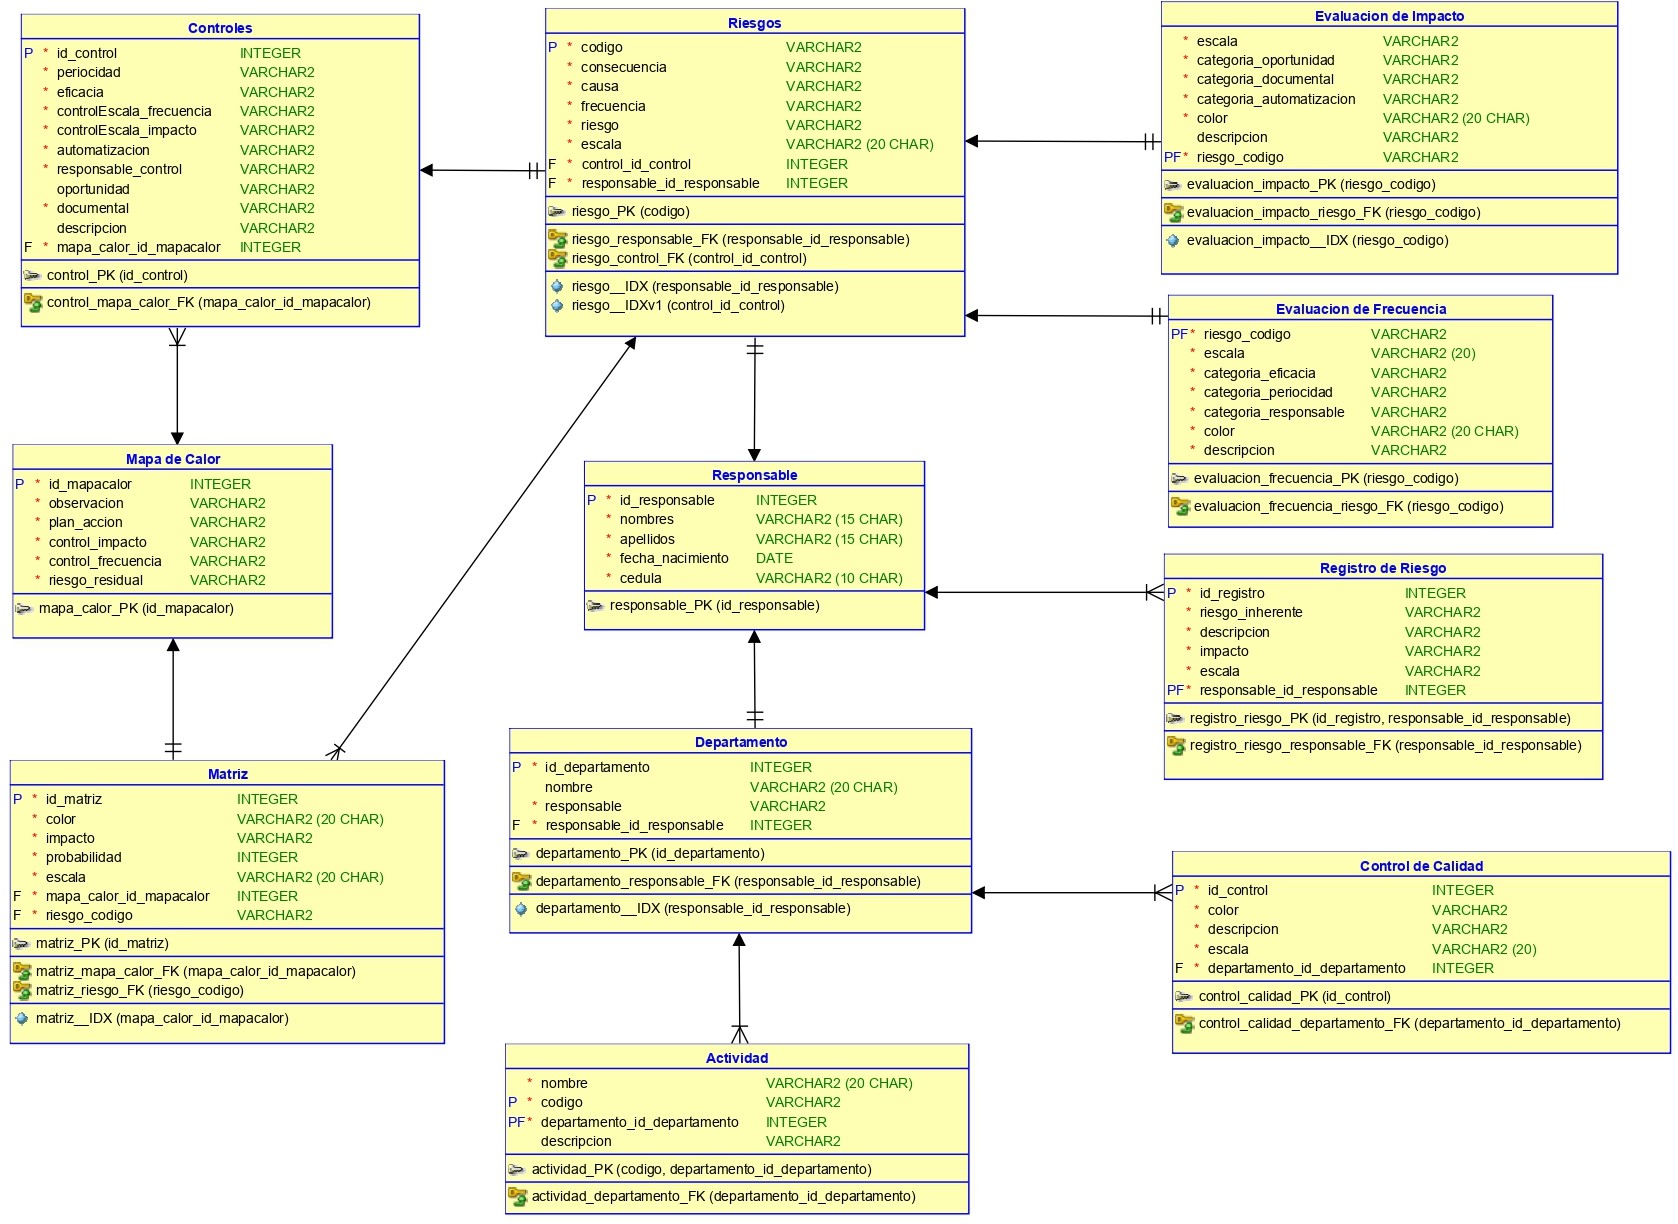 Controles
P * id_control INTEGER
* periocidad VARCHAR2
* eficacia VARCHAR2
* controlEscala_frecuencia VARCHAR2
* controlEscala_impacto VARCHAR2
* automatizacion VARCHAR2
* responsable_control VARCHAR2
oportunidad VARCHAR2
* documental VARCHAR2
descripcion VARCHAR2
F * mapa_calor_id_mapacalor INTEGER
control_PK (id_control)
control_mapa_calor_FK (mapa_calor_id_mapacalor)
Riesgos
P * codigo VARCHAR2
* consecuencia VARCHAR2
* causa VARCHAR2
* frecuencia VARCHAR2
* riesgo VARCHAR2
* escala VARCHAR2 (20 CHAR)
F * control_id_control INTEGER
F * responsable_id_responsable INTEGER
riesgo_PK (codigo)
riesgo_responsable_FK (responsable_id_responsable)
riesgo_control_FK (control_id_control)
riesgo__IDX (responsable_id_responsable)
riesgo__IDXv1 (control_id_control)
Evaluacion de Impacto
* escala VARCHAR2
* categoria_oportunidad VARCHAR2
* categoria_documental VARCHAR2
* categoria_automatizacion VARCHAR2
* color VARCHAR2 (20 CHAR)
descripcion VARCHAR2
PF * riesgo_codigo VARCHAR2
evaluacion_impacto_PK (riesgo_codigo)
evaluacion_impacto_riesgo_FK (riesgo_codigo)
evaluacion_impacto__IDX (riesgo_codigo)
Evaluacion de Frecuencia
PF * riesgo_codigo VARCHAR2
* escala VARCHAR2 (20)
* categoria_eficacia VARCHAR2
* categoria_periocidad VARCHAR2
* categoria_responsable VARCHAR2
* color VARCHAR2 (20 CHAR)
* descripcion VARCHAR2
evaluacion_frecuencia_PK (riesgo_codigo)
evaluacion_frecuencia_riesgo_FK (riesgo_codigo)
Mapa de Calor
P * id_mapacalor INTEGER
* observacion VARCHAR2
* plan_accion VARCHAR2
* control_impacto VARCHAR2
* control_frecuencia VARCHAR2
* riesgo_residual VARCHAR2
mapa_calor_PK (id_mapacalor)
Responsable
P * id_responsable INTEGER
* nombres VARCHAR2 (15 CHAR)
* apellidos VARCHAR2 (15 CHAR)
* fecha_nacimiento DATE
* cedula VARCHAR2 (10 CHAR)
responsable_PK (id_responsable)
Registro de Riesgo
P * id_registro INTEGER
* riesgo_inherente VARCHAR2
* descripcion VARCHAR2
* impacto VARCHAR2
* escala VARCHAR2
PF * responsable_id_responsable INTEGER
registro_riesgo_PK (id_registro, responsable_id_responsable)
registro_riesgo_responsable_FK (responsable_id_responsable)
Matriz
P * id_matriz INTEGER
* color VARCHAR2 (20 CHAR)
* impacto VARCHAR2
* probabilidad INTEGER
* escala VARCHAR2 (20 CHAR)
F * mapa_calor_id_mapacalor INTEGER
F * riesgo_codigo VARCHAR2
matriz_PK (id_matriz)
matriz_mapa_calor_FK (mapa_calor_id_mapacalor)
matriz_riesgo_FK (riesgo_codigo)
matriz__IDX (mapa_calor_id_mapacalor)
Departamento
P * id_departamento INTEGER
nombre VARCHAR2 (20 CHAR)
* responsable VARCHAR2
F * responsable_id_responsable INTEGER
departamento_PK (id_departamento)
departamento_responsable_FK (responsable_id_responsable)
departamento__IDX (responsable_id_responsable)
Control de Calidad
P * id_control INTEGER
* color VARCHAR2
* descripcion VARCHAR2
* escala VARCHAR2 (20)
F * departamento_id_departamento INTEGER
control_calidad_PK (id_control)
control_calidad_departamento_FK (departamento_id_departamento)
Actividad
* nombre VARCHAR2 (20 CHAR)
P * codigo VARCHAR2
PF * departamento_id_departamento INTEGER
descripcion VARCHAR2
actividad_PK (codigo, departamento_id_departamento)
actividad_departamento_FK (departamento_id_departamento)